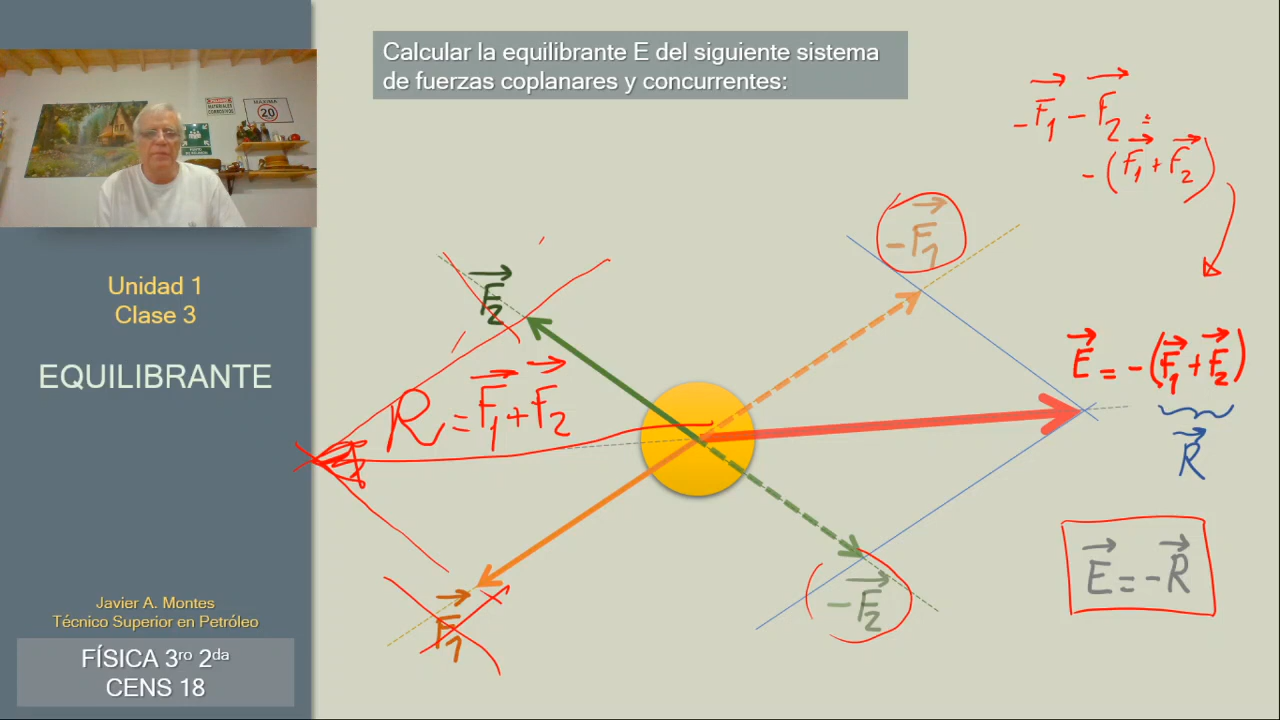 Calcular la equilibrante E del siguiente sistema
de fuerzas coplanares y concurrentes:
MÁXIMA
20
Unidad 1
Clase 3
EQUILIBRANTE
Javier A. Montes
Técnico Superior en Petróleo
FÍSICA 3ro 2da
CENS 18
-F1 - F2 =
- (F1 + F2)
-F1
F2
R = F1 + F2
E = -(F1 + F2)
R
E = -R
-F2
F1